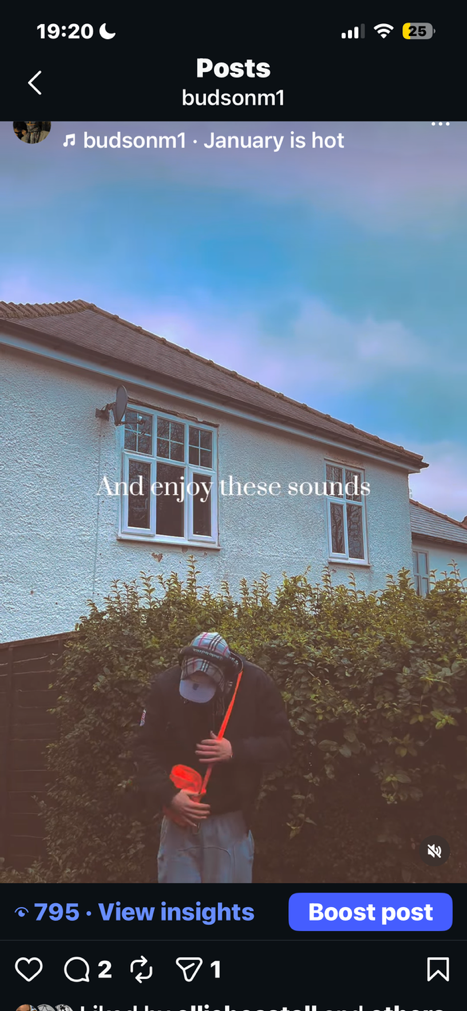 19:20
25
Posts
budsonm1
budsonm1 · January is hot
And enjoy these sounds
795 · View insights
Boost post
2
1